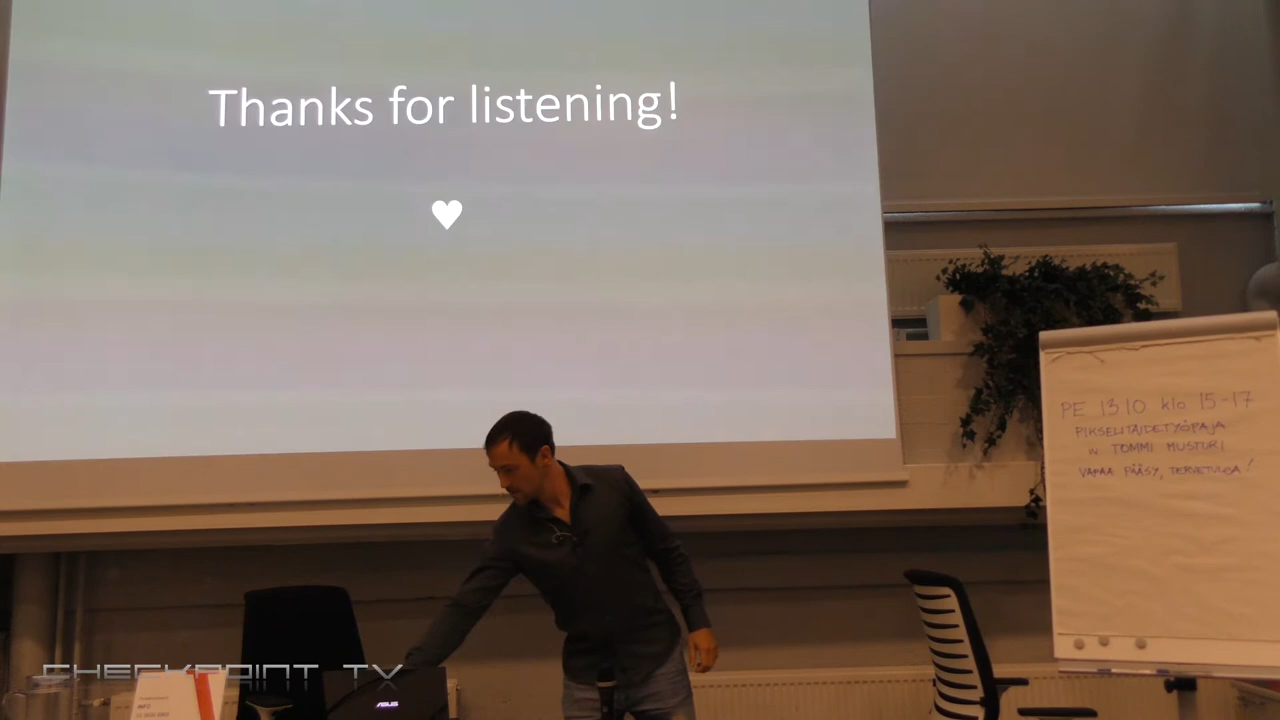 Thanks for listening!
♥
PE 13.10 klo 15-17
PIKSELITAIDETYÖPAJA
w. TOMMI MUSTURI
VAPAA PÄÄSY, TERVETULOA!
CHECKPOINT TV
INFO
ASUS